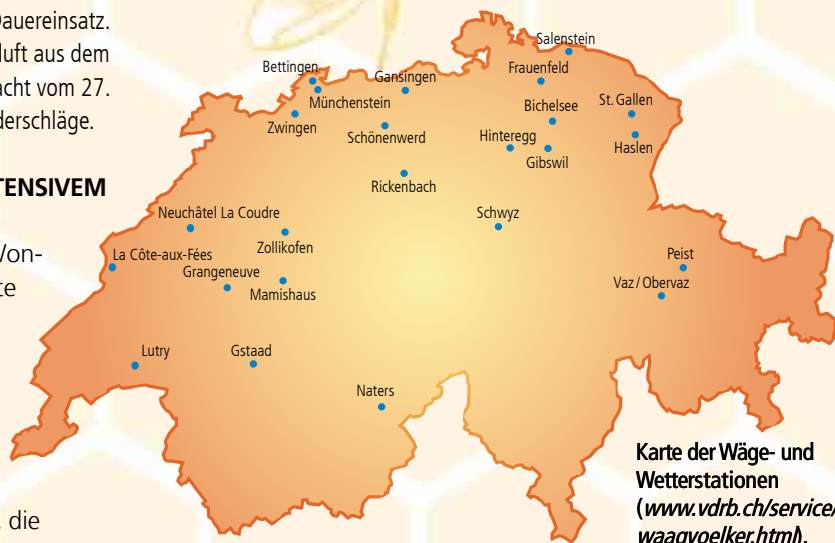 Dauereinsatz.
luft aus dem
acht vom 27.
derschläge.
TENSIVEM
Von-
te
die
Salenstein
Bettingen
Gansingen
Frauenfeld
Münchenstein
Bichelsee
St. Gallen
Zwingen
Schönenwerd
Hinteregg
Haslen
Gibswil
Rickenbach
Neuchâtel La Coudre
Schwyz
Zollikofen
La Côte-aux-Fées
Peist
Grangeneuve
Vaz / Obervaz
Mamishaus
Lutry
Gstaad
Naters
Karte der Wäge- und
Wetterstationen
(www.vdrb.ch/service/
waagvoelker.html).